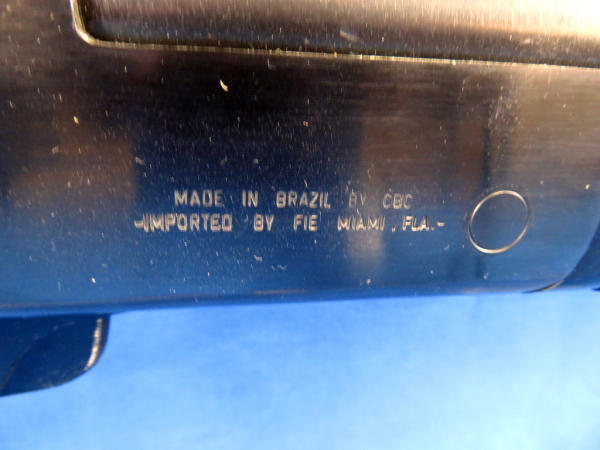 MADE IN BRAZIL BY CBC
-IMPORTED BY FIE MIAMI, FLA.-